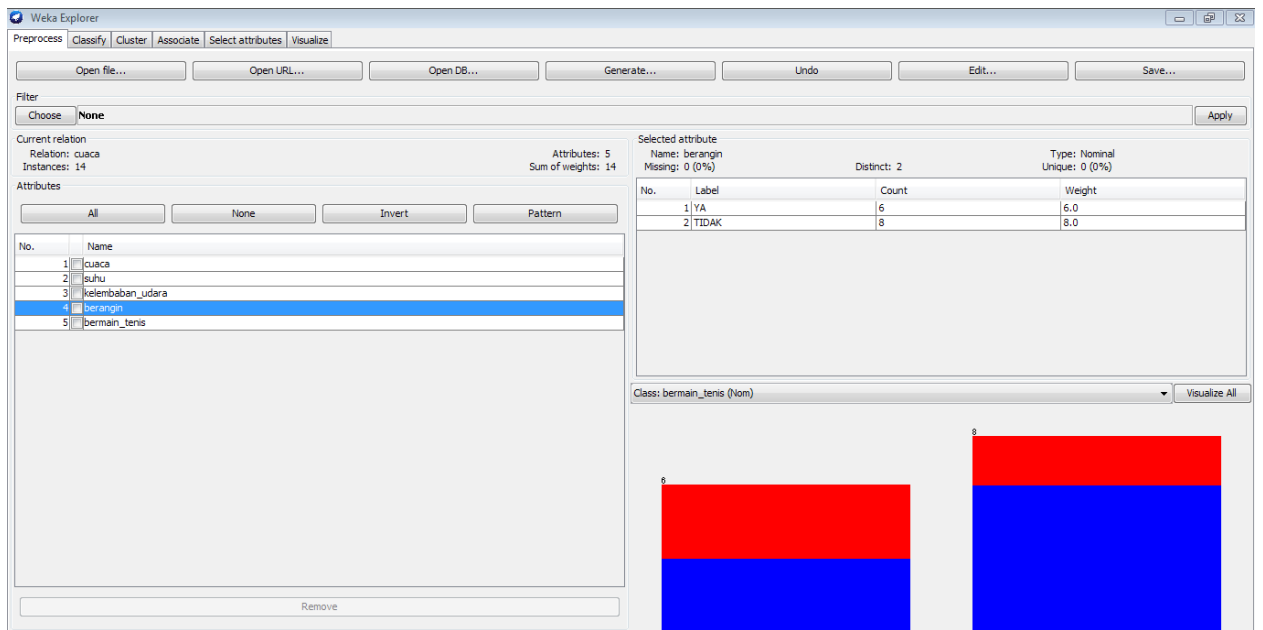 Weka Explorer
Preprocess Classify Cluster Associate Select attributes Visualize
Open file... Open URL... Open DB... Generate... Undo Edit... Save...
Filter
Choose None Apply
Current relation
Relation: cuaca Attributes: 5
Instances: 14 Sum of weights: 14
Attributes
All None Invert Pattern
No. Name
1 cuaca
2 suhu
3 kelembaban_udara
4 berangin
5 bermain_tenis
Remove
Selected attribute
Name: berangin Type: Nominal
Missing: 0 (0%) Distinct: 2 Unique: 0 (0%)
No. Label Count Weight
1 YA 6 6.0
2 TIDAK 8 8.0
Class: bermain_tenis (Nom) Visualize All
8
6